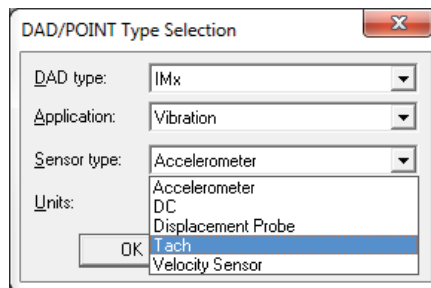 DAD/POINT Type Selection
DAD type: IMx
Application: Vibration
Sensor type: Accelerometer
Accelerometer
Units: DC
Displacement Probe
OK Tach
Velocity Sensor